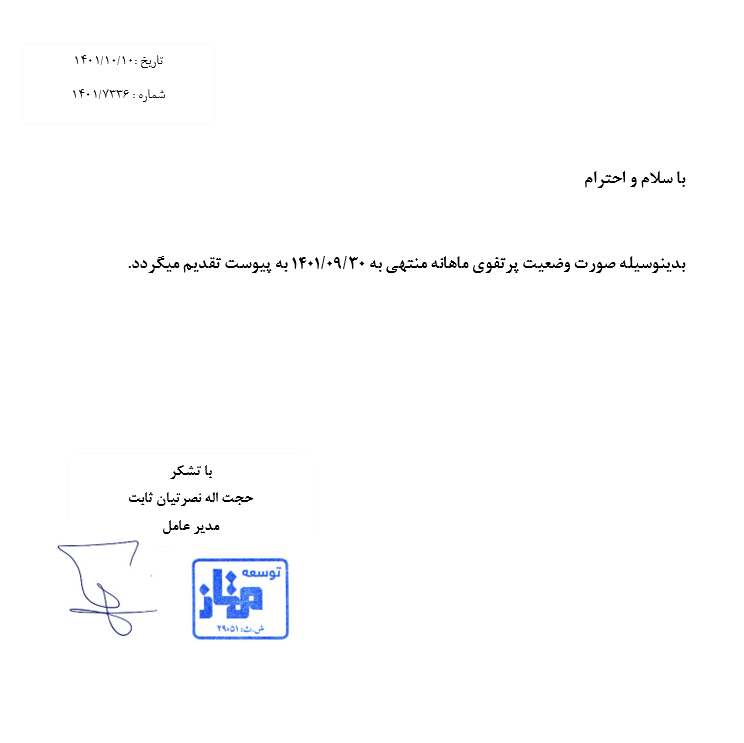 تاریخ :۱۴۰۱/۱۰/۱۰
شماره : ۱۴۰۱/۷۳۳۶
با سلام و احترام
بدینوسیله صورت وضعیت پرتفوی ماهانه منتهی به ۱۴۰۱/۰۹/۳۰ به پیوست تقدیم میگردد.
با تشکر
حجت اله نصرتیان ثابت
مدیر عامل
توسعه
ممتاز
ش.ث: ۲۹۰۵۱